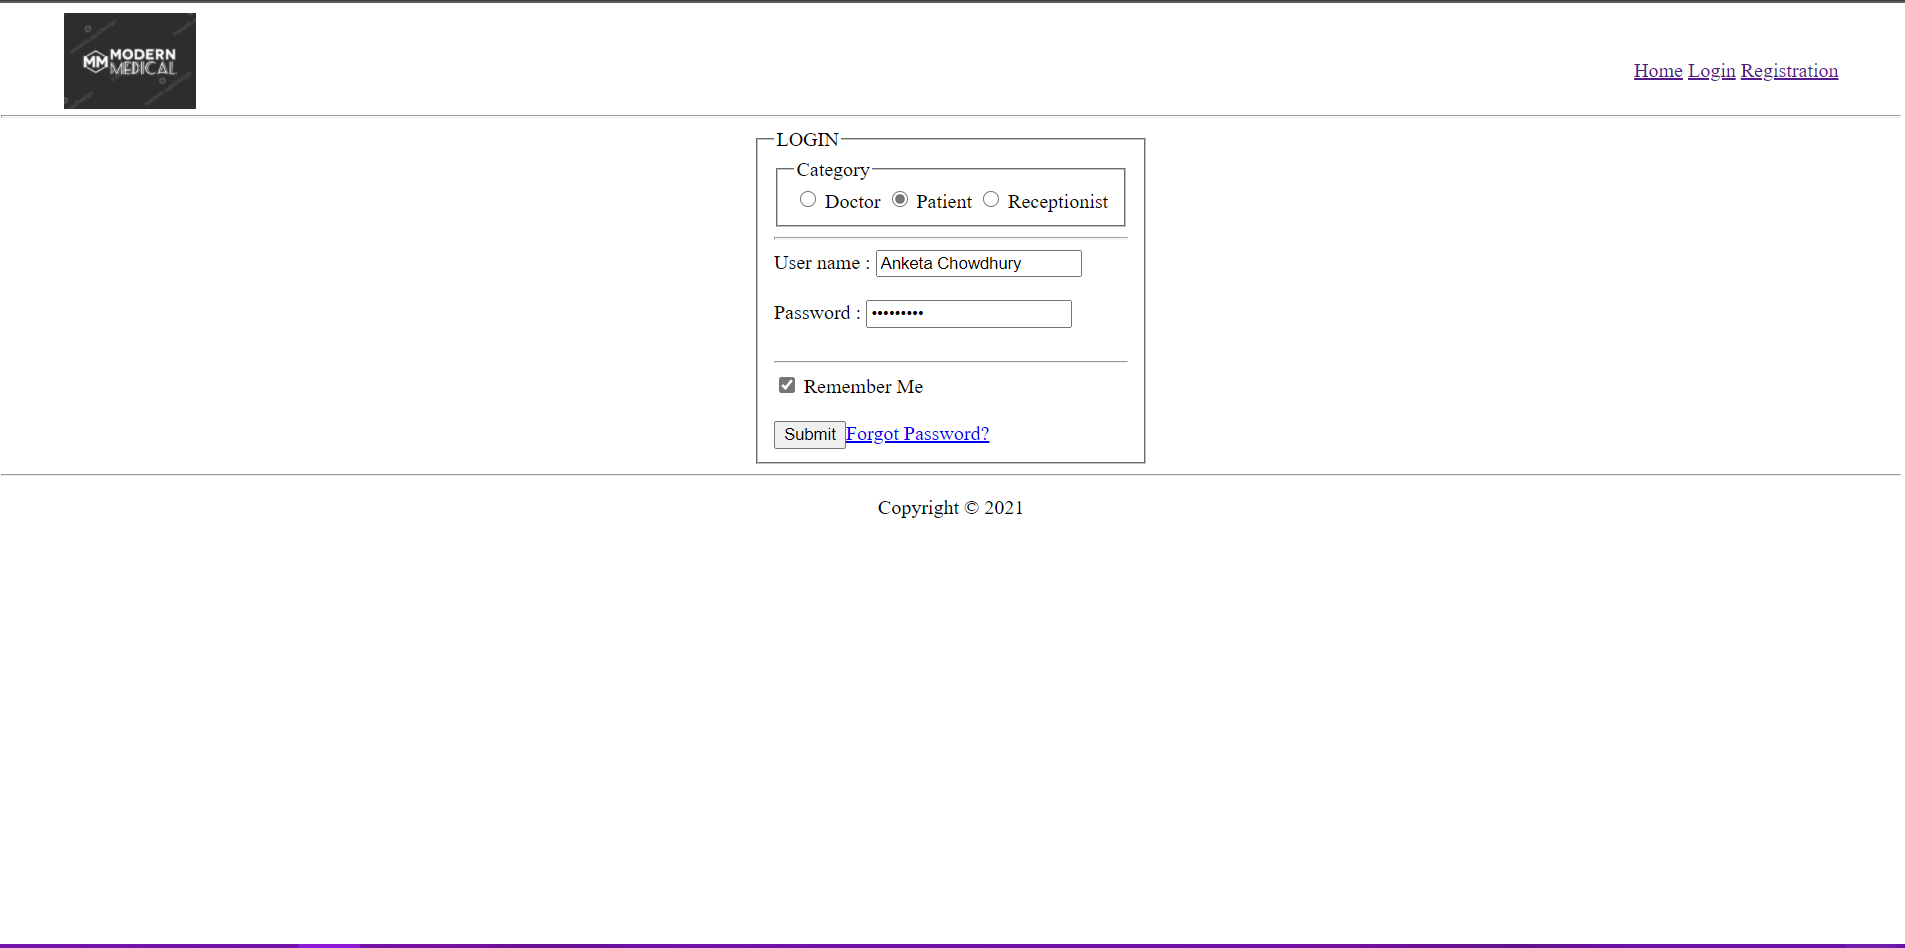 MM MODERN
MEDICAL
Home Login Registration
LOGIN
Category
Doctor Patient Receptionist
User name : Anketa Chowdhury
Password : •••••••••
Remember Me
Submit Forgot Password?
Copyright © 2021